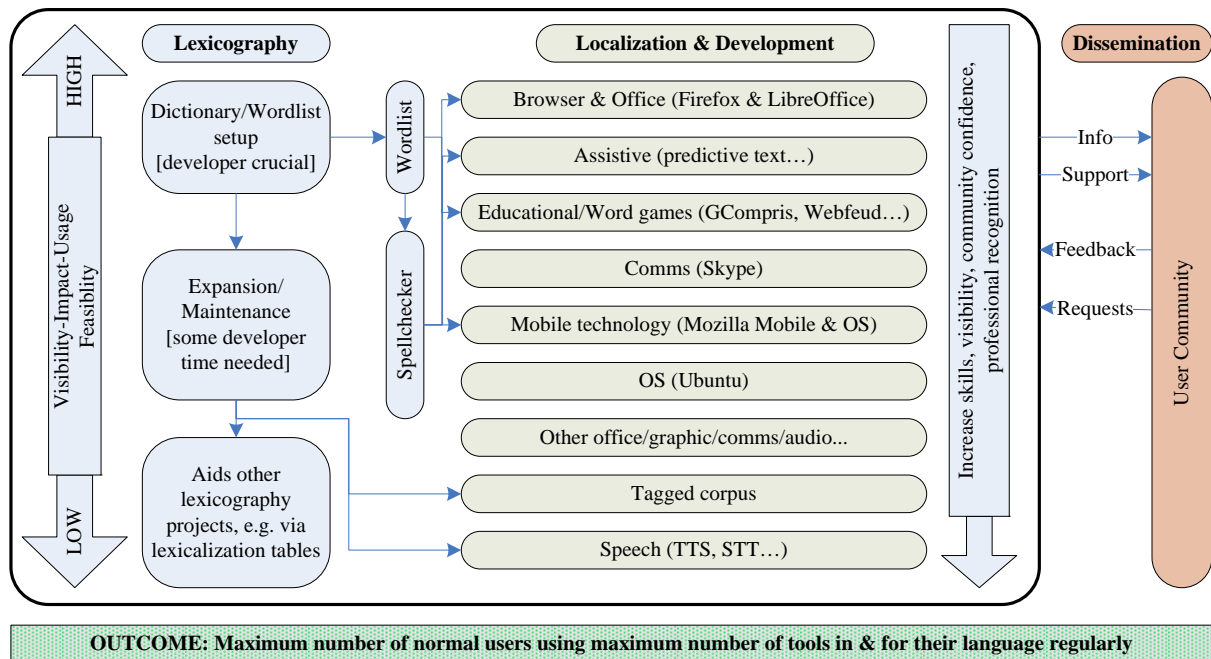 Lexicography
Localization & Development
Dissemination
HIGH
Visibility-Impact-Usage
Feasiblity
LOW
Dictionary/Wordlist
setup
[developer crucial]
Expansion/
Maintenance
[some developer
time needed]
Aids other
lexicography
projects, e.g. via
lexicalization tables
Wordlist
Spellchecker
Browser & Office (Firefox & LibreOffice)
Assistive (predictive text…)
Educational/Word games (GCompris, Webfeud…)
Comms (Skype)
Mobile technology (Mozilla Mobile & OS)
OS (Ubuntu)
Other office/graphic/comms/audio...
Tagged corpus
Speech (TTS, STT…)
Increase skills, visibility, community confidence,
professional recognition
Info
Support
Feedback
Requests
User Community
OUTCOME: Maximum number of normal users using maximum number of tools in & for their language regularly